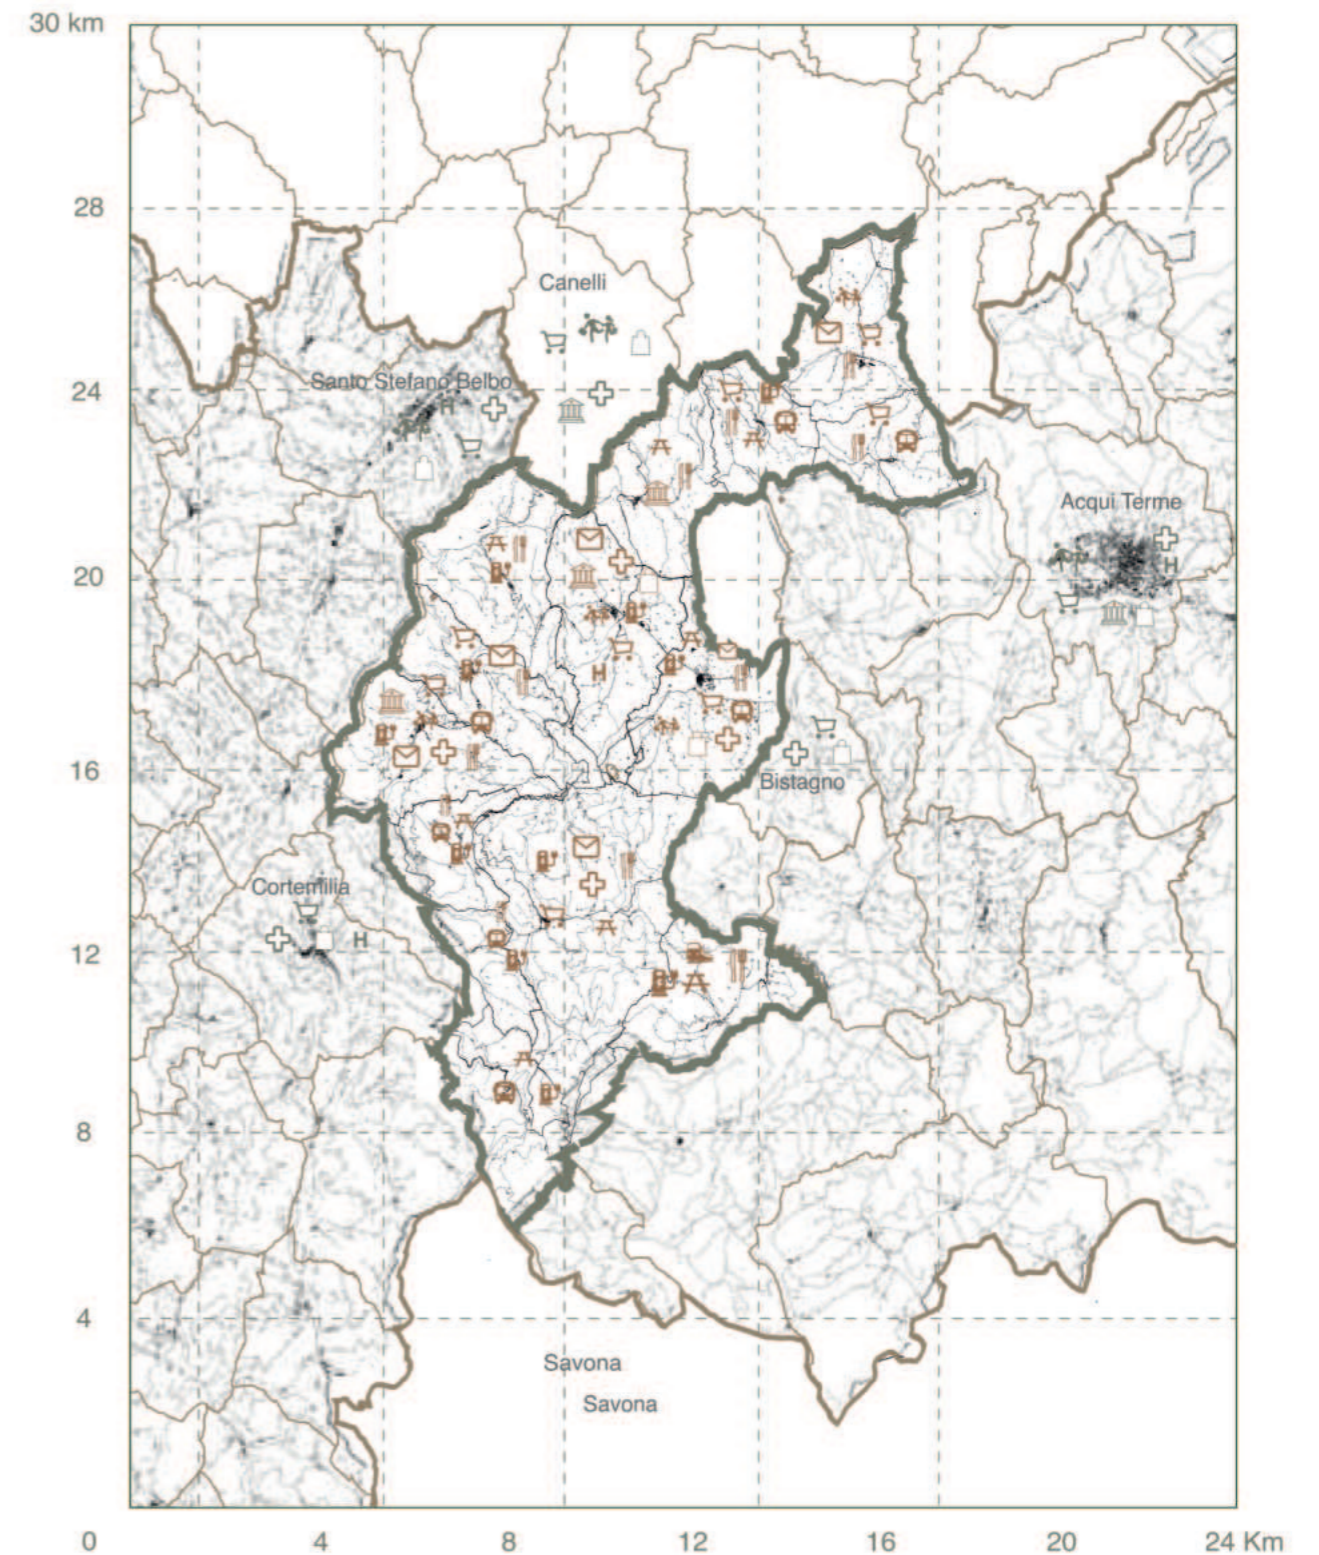 30 km
28
Canelli
Santo Stefano Belbo
24
H
Acqui Terme
20
H
H
16
Bistagno
Cortemilia
H
12
8
4
Savona
Savona
0 4 8 12 16 20 24 Km